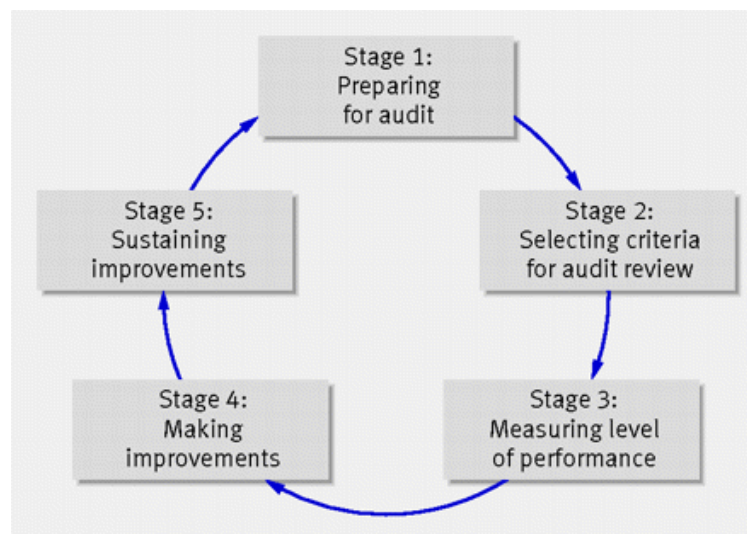 Stage 1:
Preparing
for audit
Stage 2:
Selecting criteria
for audit review
Stage 3:
Measuring level
of performance
Stage 4:
Making
improvements
Stage 5:
Sustaining
improvements